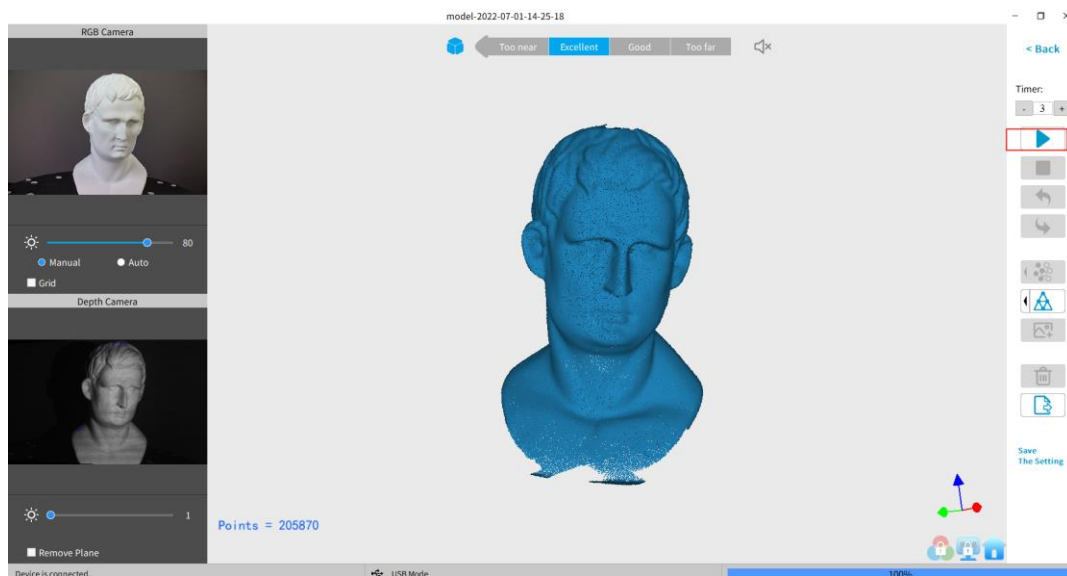 model-2022-07-01-14-25-18
RGB Camera
Too near
Excellent
Good
Too far
< Back
Timer:
- 3 +
80
Manual
Auto
Grid
Depth Camera
1
Remove Plane
Points = 205870
Save
The Setting
Device is connected..
USB Mode
100%